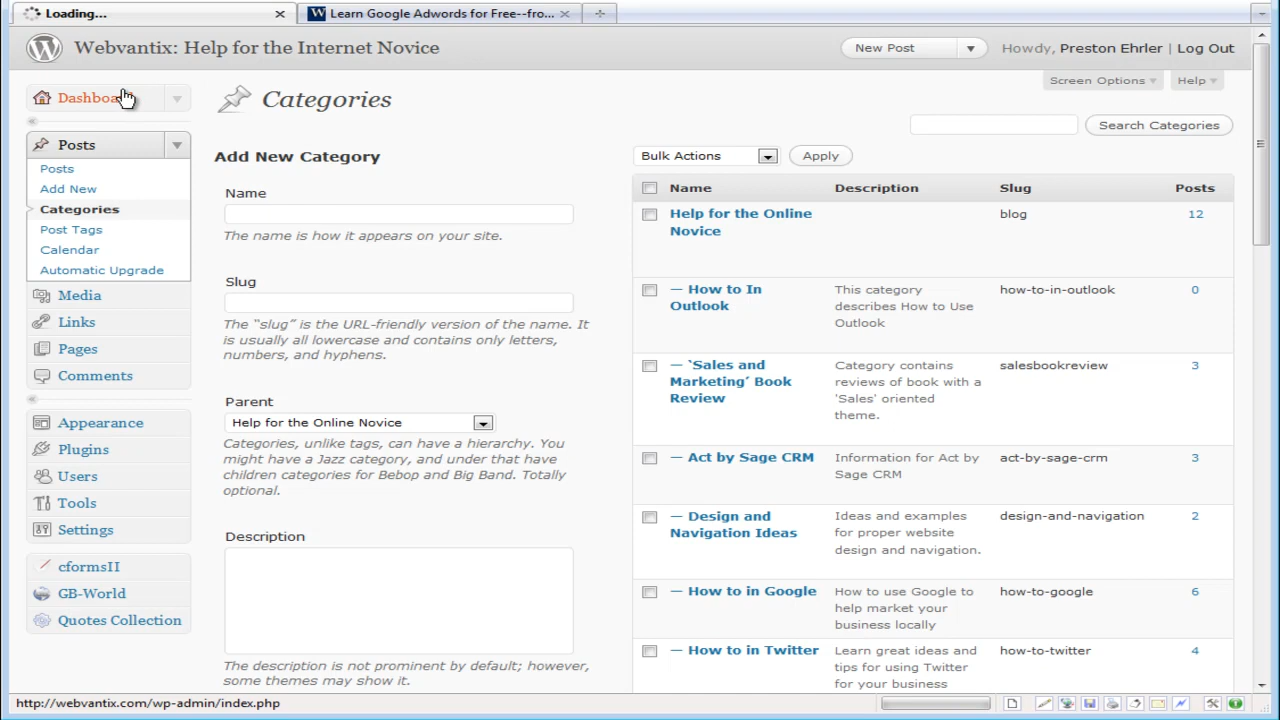 Loading...
Learn Google Adwords for Free--fro...
Webvantix: Help for the Internet Novice
New Post
Howdy, Preston Ehrler | Log Out
Screen Options
Help
Dashboa
Categories
Search Categories
Posts
Posts
Add New
Categories
Post Tags
Calendar
Automatic Upgrade
Media
Links
Pages
Comments
Appearance
Plugins
Users
Tools
Settings
cformsII
GB-World
Quotes Collection
Add New Category
Name
The name is how it appears on your site.
Slug
The “slug” is the URL-friendly version of the name. It
is usually all lowercase and contains only letters,
numbers, and hyphens.
Parent
Help for the Online Novice
Categories, unlike tags, can have a hierarchy. You
might have a Jazz category, and under that have
children categories for Bebop and Big Band. Totally
optional.
Description
The description is not prominent by default; however,
some themes may show it.
Bulk Actions
Apply
Name Description Slug Posts
Help for the Online
Novice
blog
12
— How to In
Outlook
This category
describes How to Use
Outlook
how-to-in-outlook
0
— ‘Sales and
Marketing’ Book
Review
Category contains
reviews of book with a
'Sales' oriented
theme.
salesbookreview
3
— Act by Sage CRM
Information for Act by
Sage CRM
act-by-sage-crm
3
— Design and
Navigation Ideas
Ideas and examples
for proper website
design and navigation.
design-and-navigation
2
— How to in Google
How to use Google to
help market your
business locally
how-to-google
6
— How to in Twitter
Learn great ideas and
tips for using Twitter
for your business
how-to-twitter
4
http://webvantix.com/wp-admin/index.php